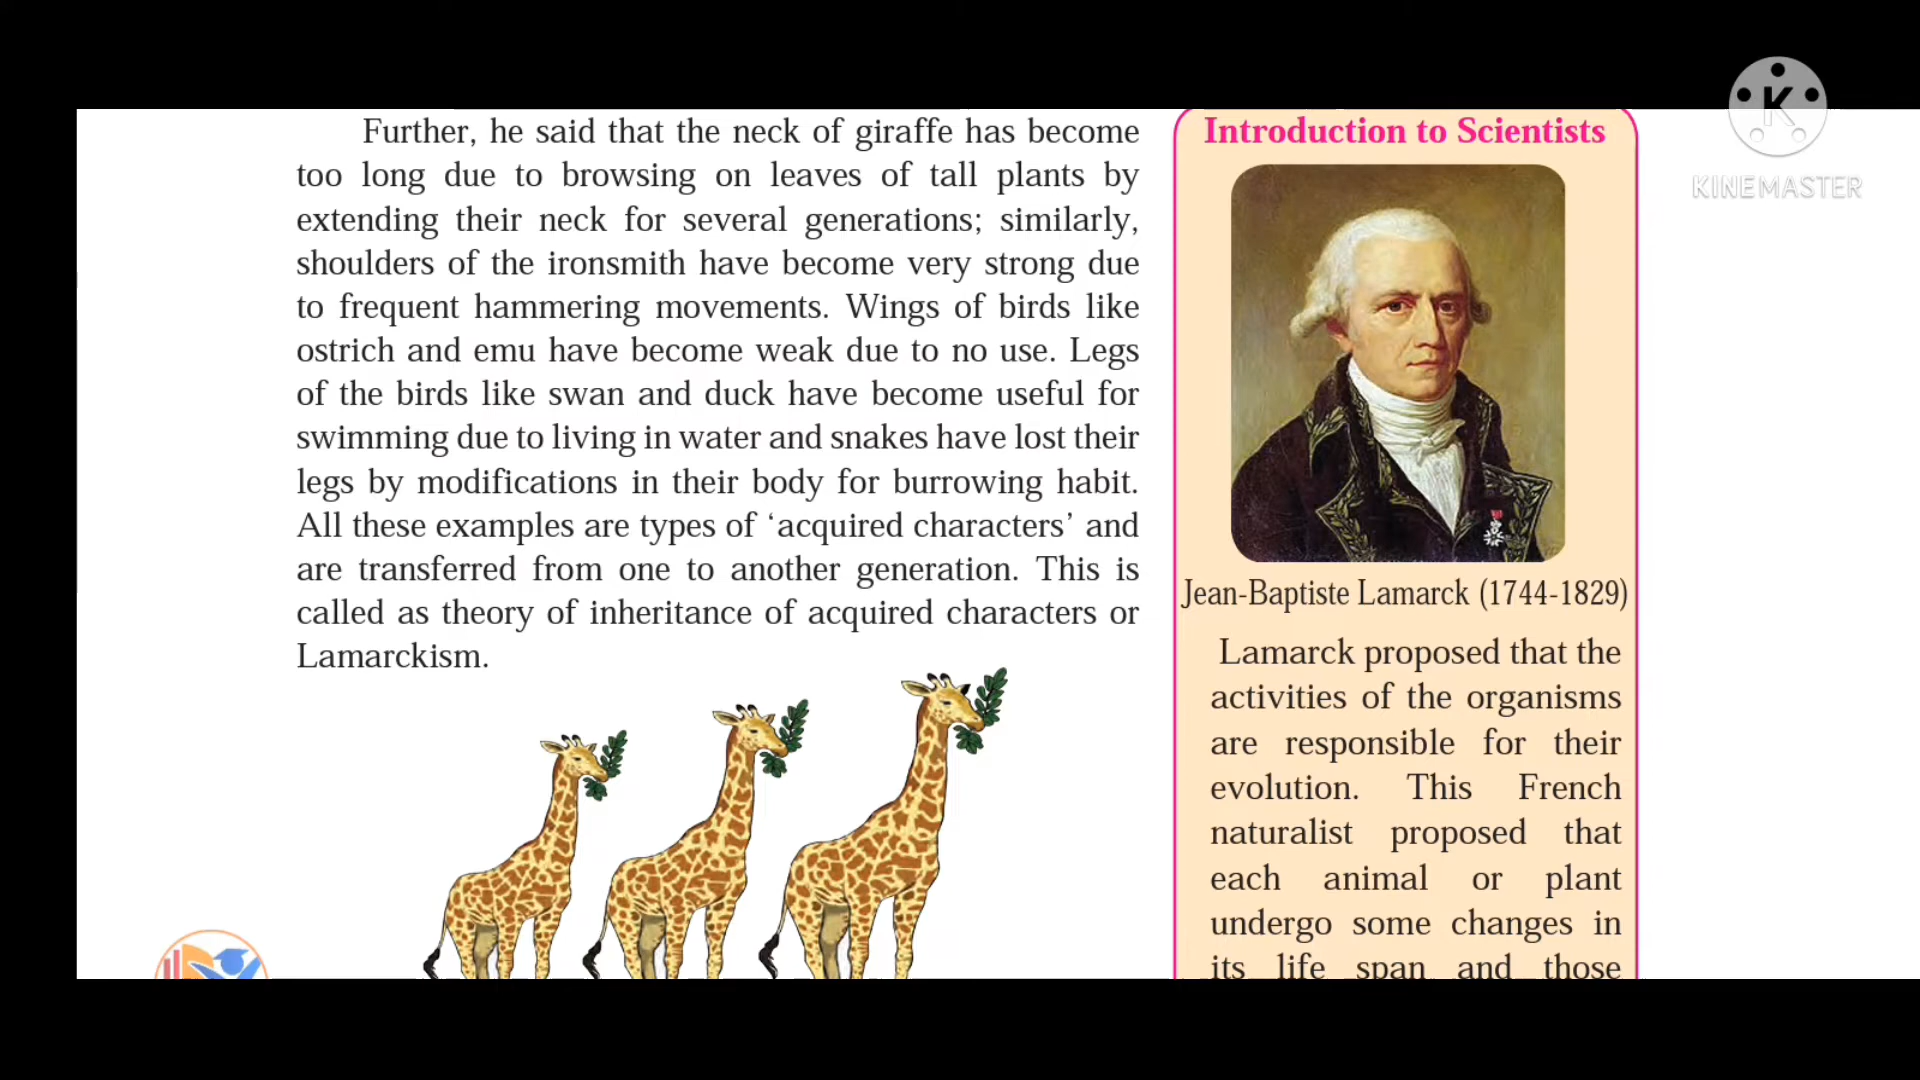 Further, he said that the neck of giraffe has become
too long due to browsing on leaves of tall plants by
extending their neck for several generations; similarly,
shoulders of the ironsmith have become very strong due
to frequent hammering movements. Wings of birds like
ostrich and emu have become weak due to no use. Legs
of the birds like swan and duck have become useful for
swimming due to living in water and snakes have lost their
legs by modifications in their body for burrowing habit.
All these examples are types of ‘acquired characters’ and
are transferred from one to another generation. This is
called as theory of inheritance of acquired characters or
Lamarckism.
Introduction to Scientists
Jean-Baptiste Lamarck (1744-1829)
Lamarck proposed that the
activities of the organisms
are responsible for their
evolution. This French
naturalist proposed that
each animal or plant
undergo some changes in
its life span and those
K
KINEMASTER